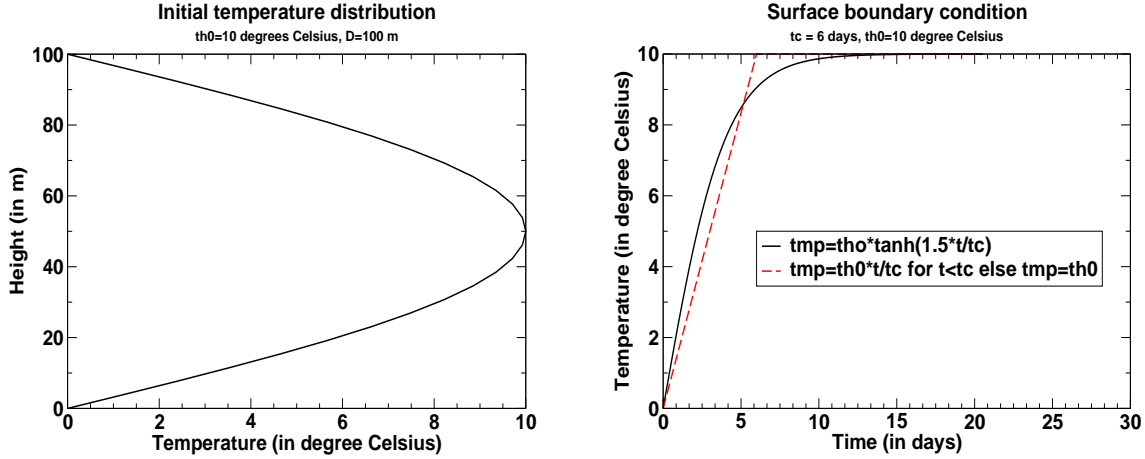 Initial temperature distribution
th0=10 degrees Celsius, D=100 m
100
80
60
40
20
0
Height (in m)
0 2 4 6 8 10
Temperature (in degree Celsius)
Surface boundary condition
tc = 6 days, th0=10 degree Celsius
10
8
6
4
2
0
Temperature (in degree Celsius)
tmp=tho*tanh(1.5*t/tc)
tmp=th0*t/tc for t<tc else tmp=th0
0 5 10 15 20 25 30
Time (in days)